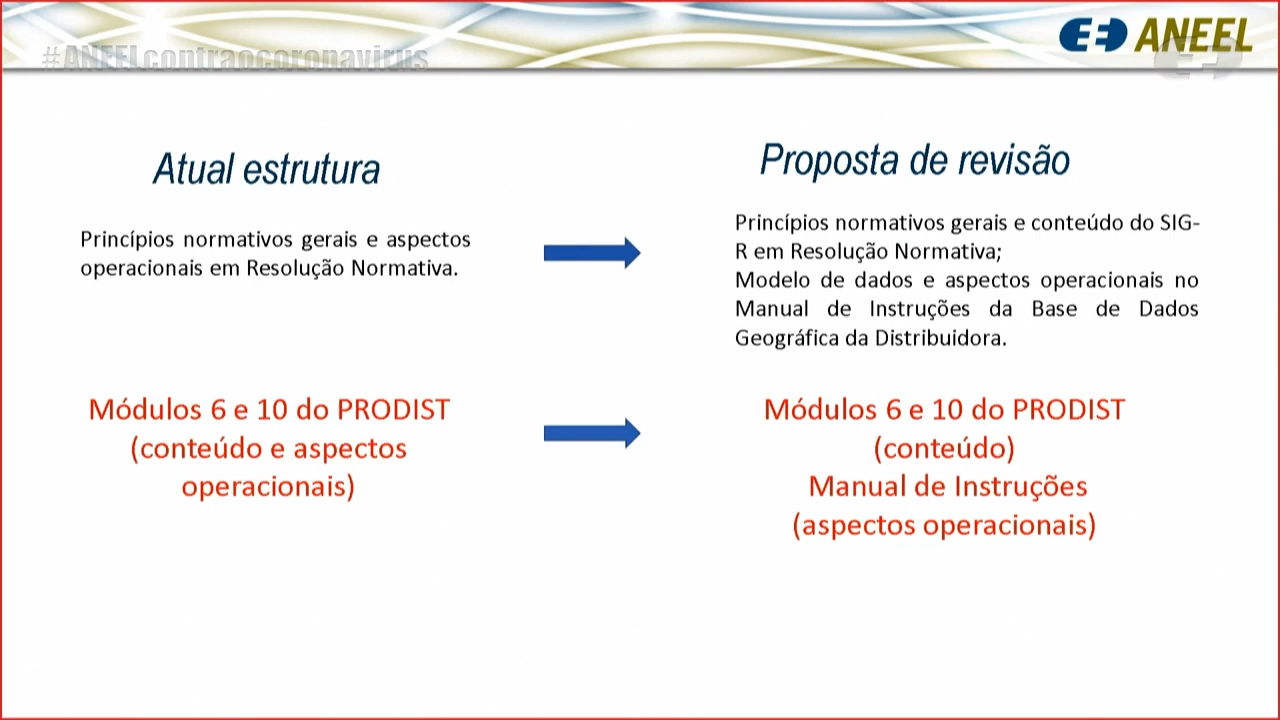 #ANEELcontraocoronavirus
ANEEL
Atual estrutura
Proposta de revisão
Princípios normativos gerais e aspectos
operacionais em Resolução Normativa.
Princípios normativos gerais e conteúdo do SIG-
R em Resolução Normativa;
Modelo de dados e aspectos operacionais no
Manual de Instruções da Base de Dados
Geográfica da Distribuidora.
Módulos 6 e 10 do PRODIST
(conteúdo e aspectos
operacionais)
Módulos 6 e 10 do PRODIST
(conteúdo)
Manual de Instruções
(aspectos operacionais)